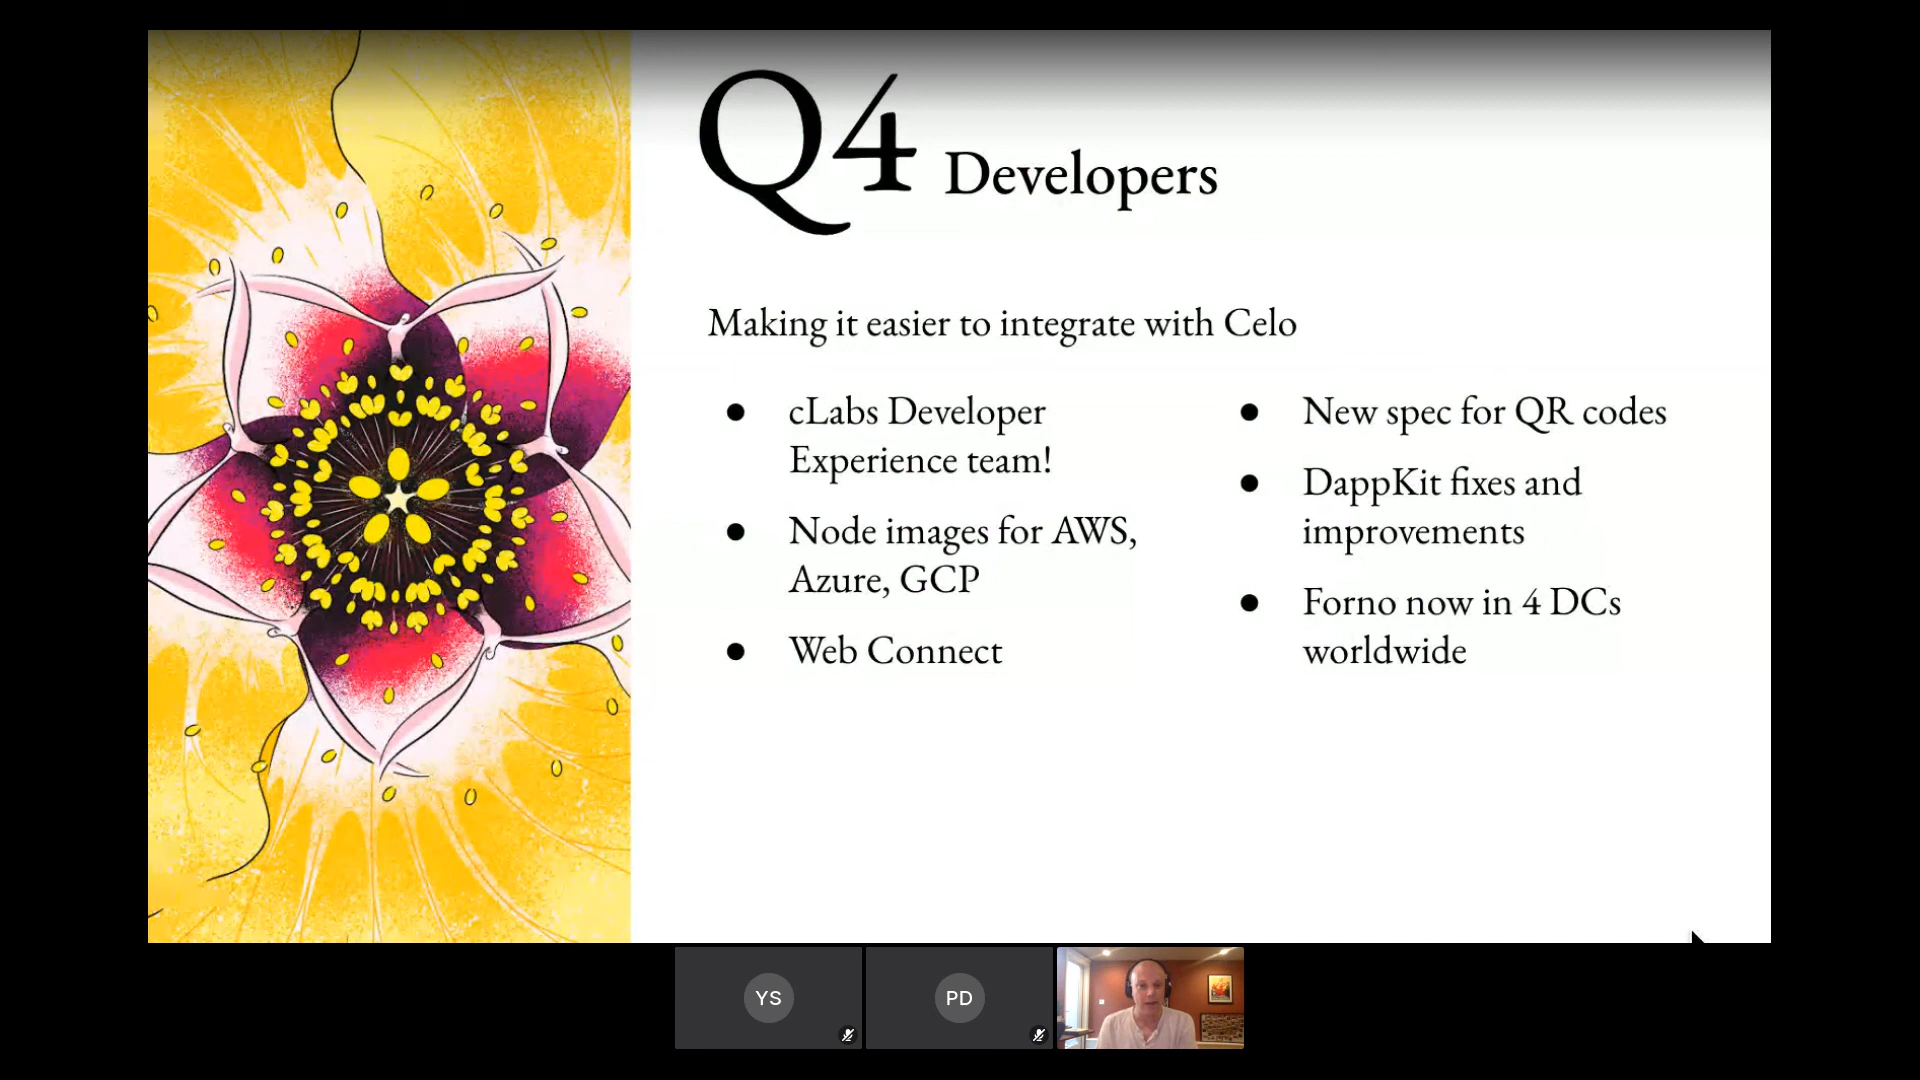 Q4 Developers
Making it easier to integrate with Celo
● cLabs Developer
Experience team!
● Node images for AWS,
Azure, GCP
● Web Connect
● New spec for QR codes
● DappKit fixes and
improvements
● Forno now in 4 DCs
worldwide
YS
PD